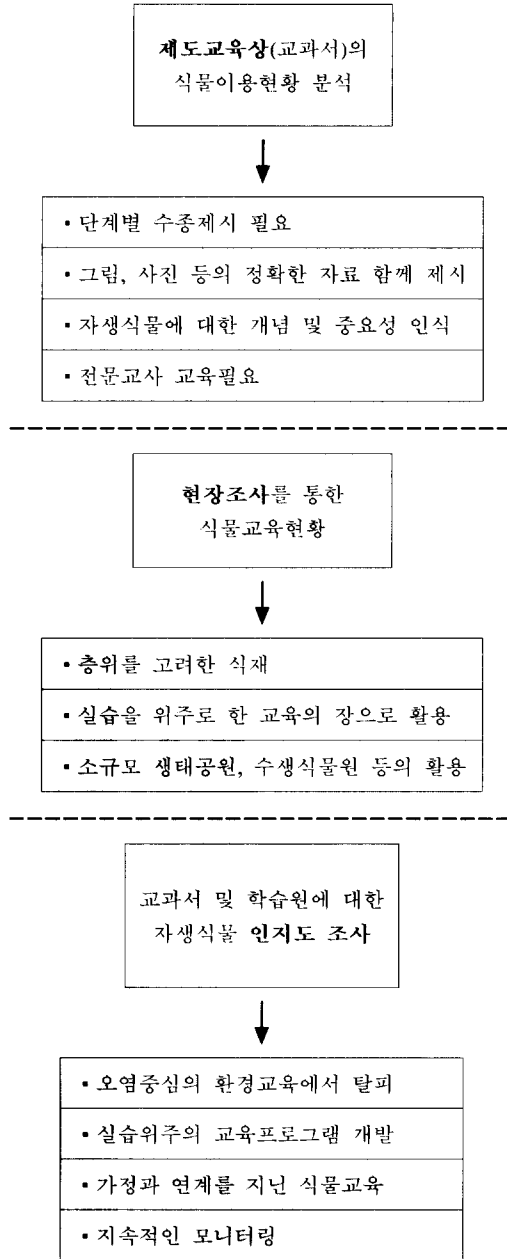 제도교육상(교과서)의
식물이용현황 분석
▪ 단계별 수종제시 필요
▪ 그림, 사진 등의 정확한 자료 함께 제시
▪ 자생식물에 대한 개념 및 중요성 인식
▪ 전문교사 교육필요
현장조사를 통한
식물교육현황
▪ 층위를 고려한 식재
▪ 실습을 위주로 한 교육의 장으로 활용
▪ 소규모 생태공원, 수생식물원 등의 활용
교과서 및 학습원에 대한
자생식물 인지도 조사
▪ 오염중심의 환경교육에서 탈피
▪ 실습위주의 교육프로그램 개발
▪ 가정과 연계를 지닌 식물교육
▪ 지속적인 모니터링